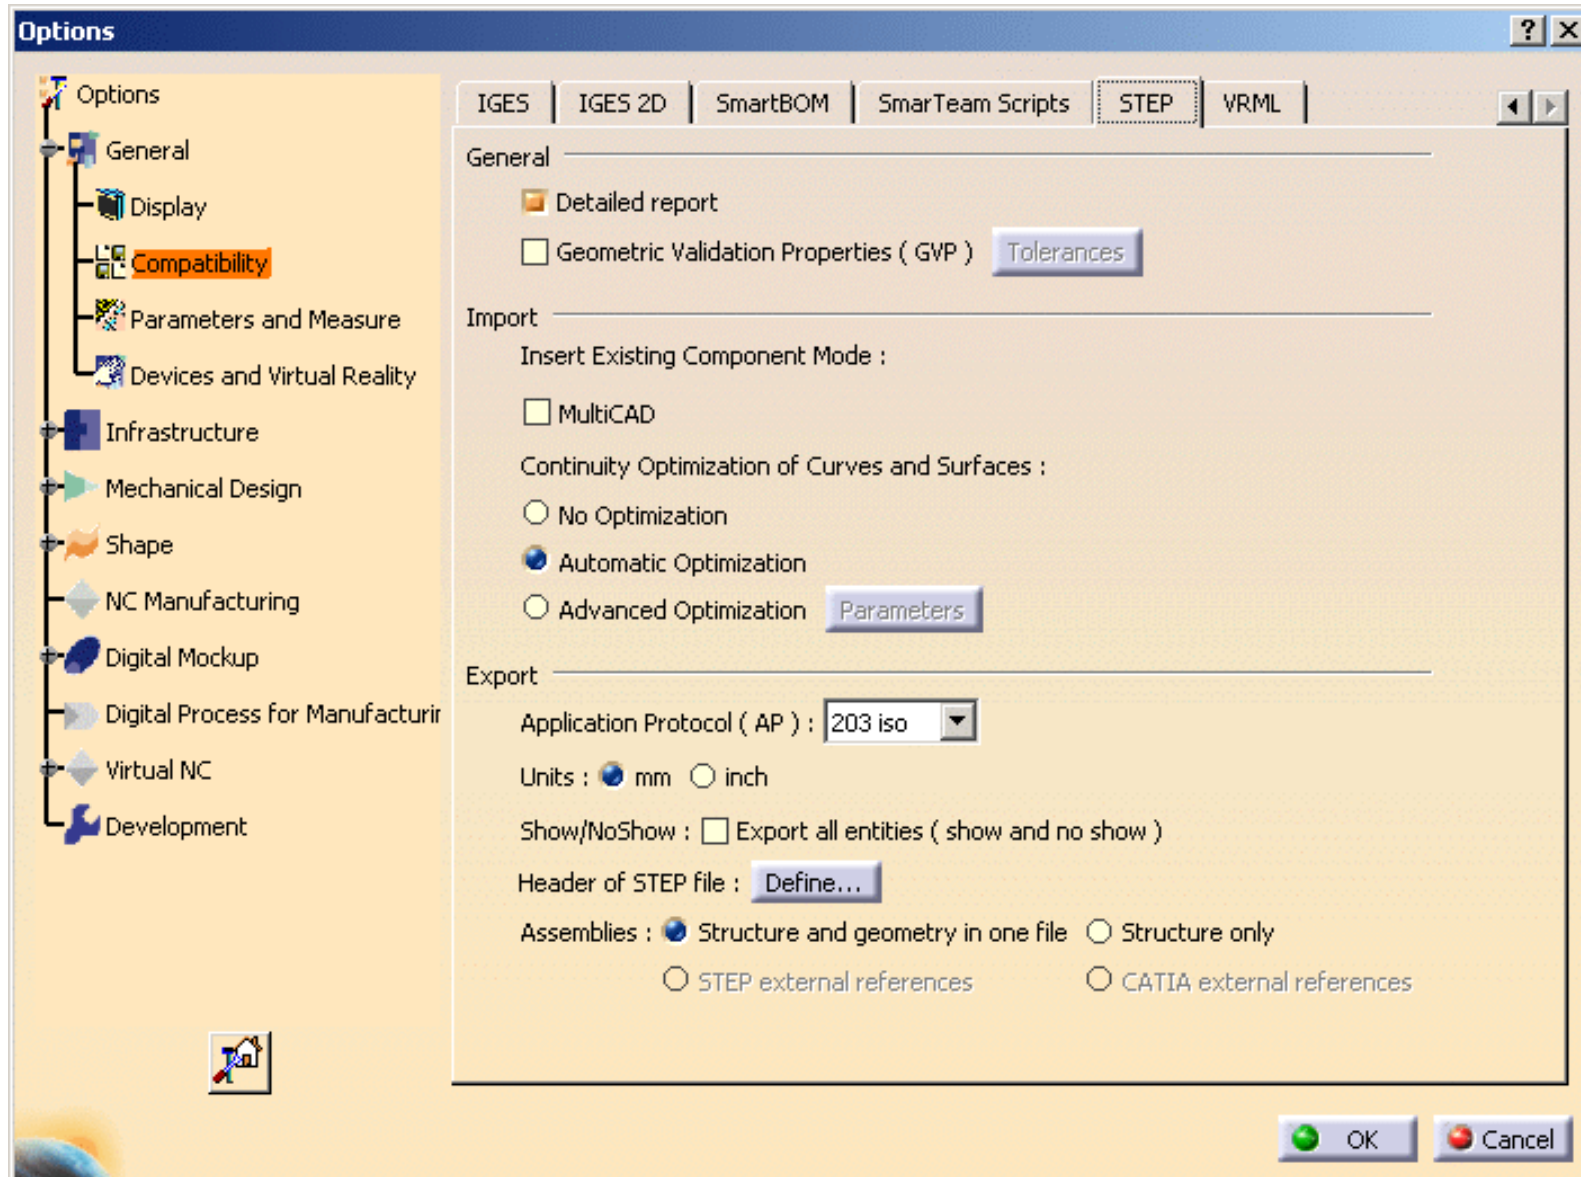 Options
Options
General
Display
Compatibility
Parameters and Measure
Devices and Virtual Reality
Infrastructure
Mechanical Design
Shape
NC Manufacturing
Digital Mockup
Digital Process for Manufacturin
Virtual NC
Development
IGES IGES 2D SmartBOM SmarTeam Scripts STEP VRML
General
Detailed report
Geometric Validation Properties ( GVP ) Tolerances
Import
Insert Existing Component Mode :
MultiCAD
Continuity Optimization of Curves and Surfaces :
No Optimization
Automatic Optimization
Advanced Optimization Parameters
Export
Application Protocol ( AP ) : 203 iso
Units : mm inch
Show/NoShow : Export all entities ( show and no show )
Header of STEP file : Define...
Assemblies : Structure and geometry in one file Structure only
STEP external references CATIA external references
OK Cancel